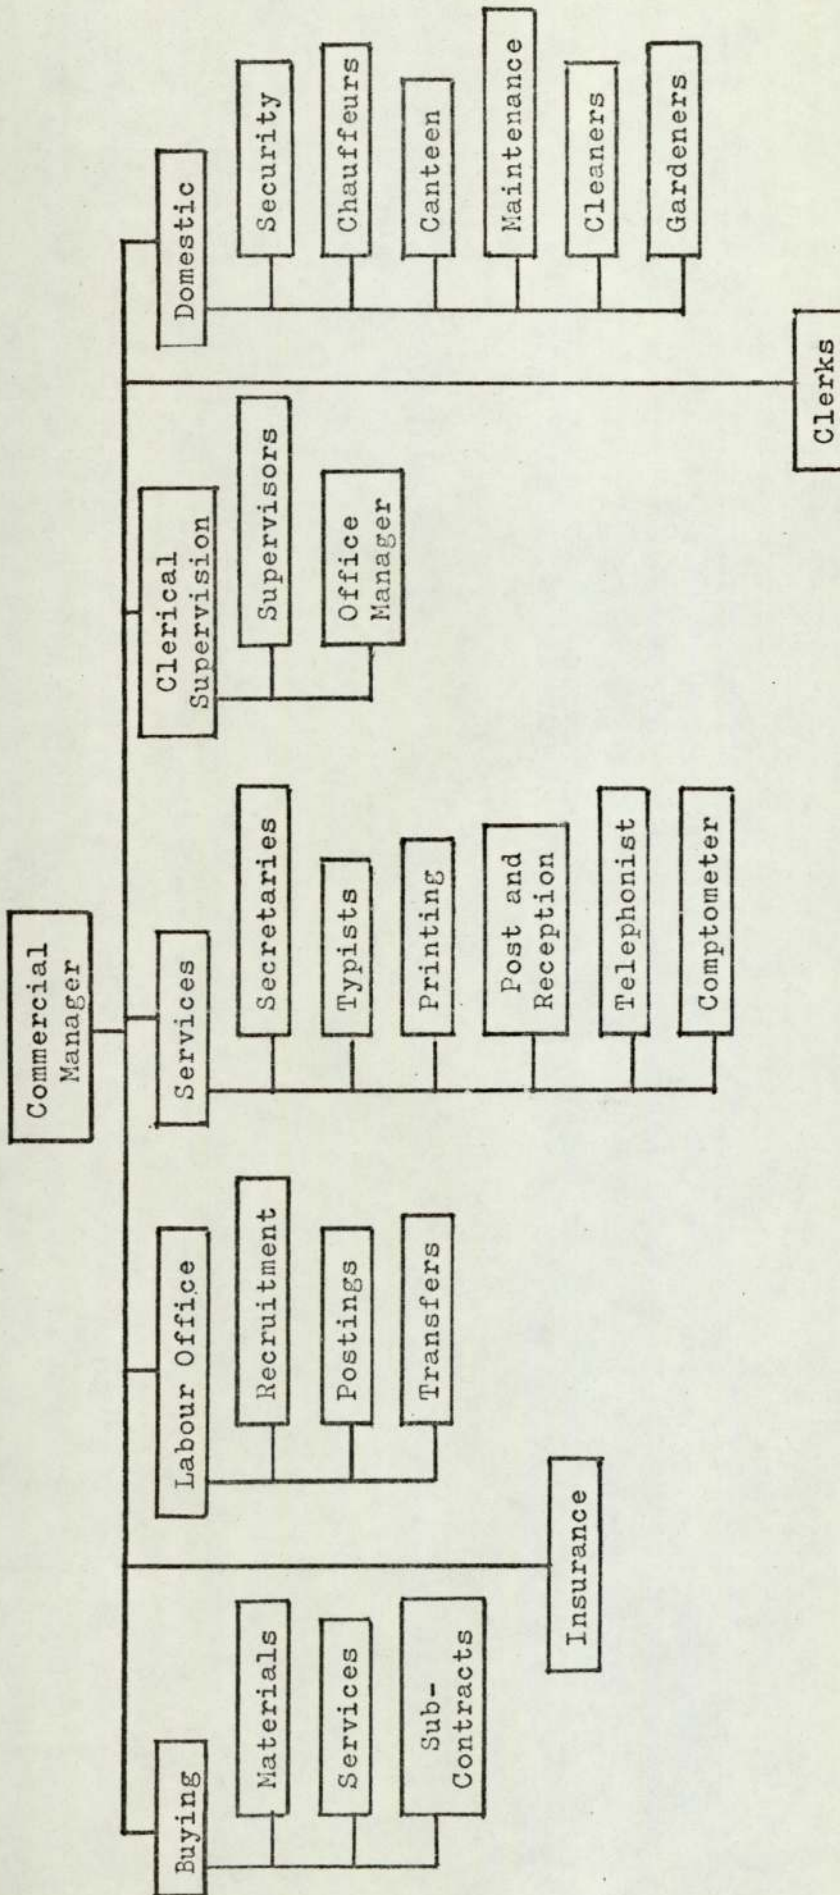 Commercial
Manager
Buying
Materials
Services
Sub-
Contracts
Insurance
Labour Office
Recruitment
Postings
Transfers
Services
Secretaries
Typists
Printing
Post and
Reception
Telephonist
Comptometer
Clerical
Supervision
Supervisors
Office
Manager
Clerks
Domestic
Security
Chauffeurs
Canteen
Maintenance
Cleaners
Gardeners